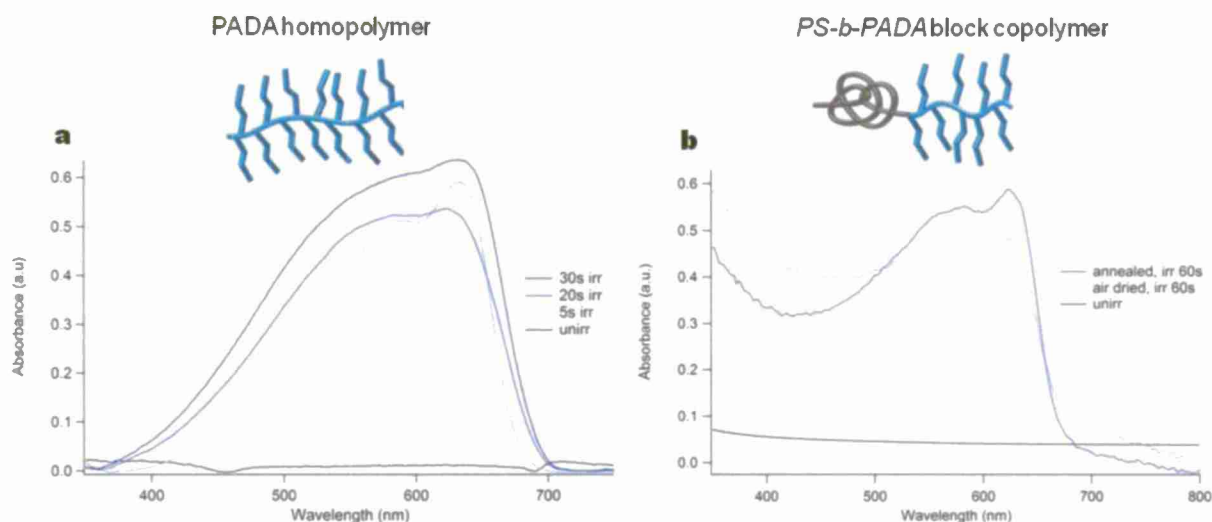 PADA homopolymer
a
0.6
0.5
0.4
0.3
0.2
0.1
0.0
Absorbance (a.u)
400
500
600
700
Wavelength (nm)
30s irr
20s irr
5s irr
unirr
PS-b-PADA block copolymer
b
0.6
0.5
0.4
0.3
0.2
0.1
0.0
Absorbance (a.u.)
400
500
600
700
800
Wavelength (nm)
annealed, irr 60s
air dried, irr 60s
unirr